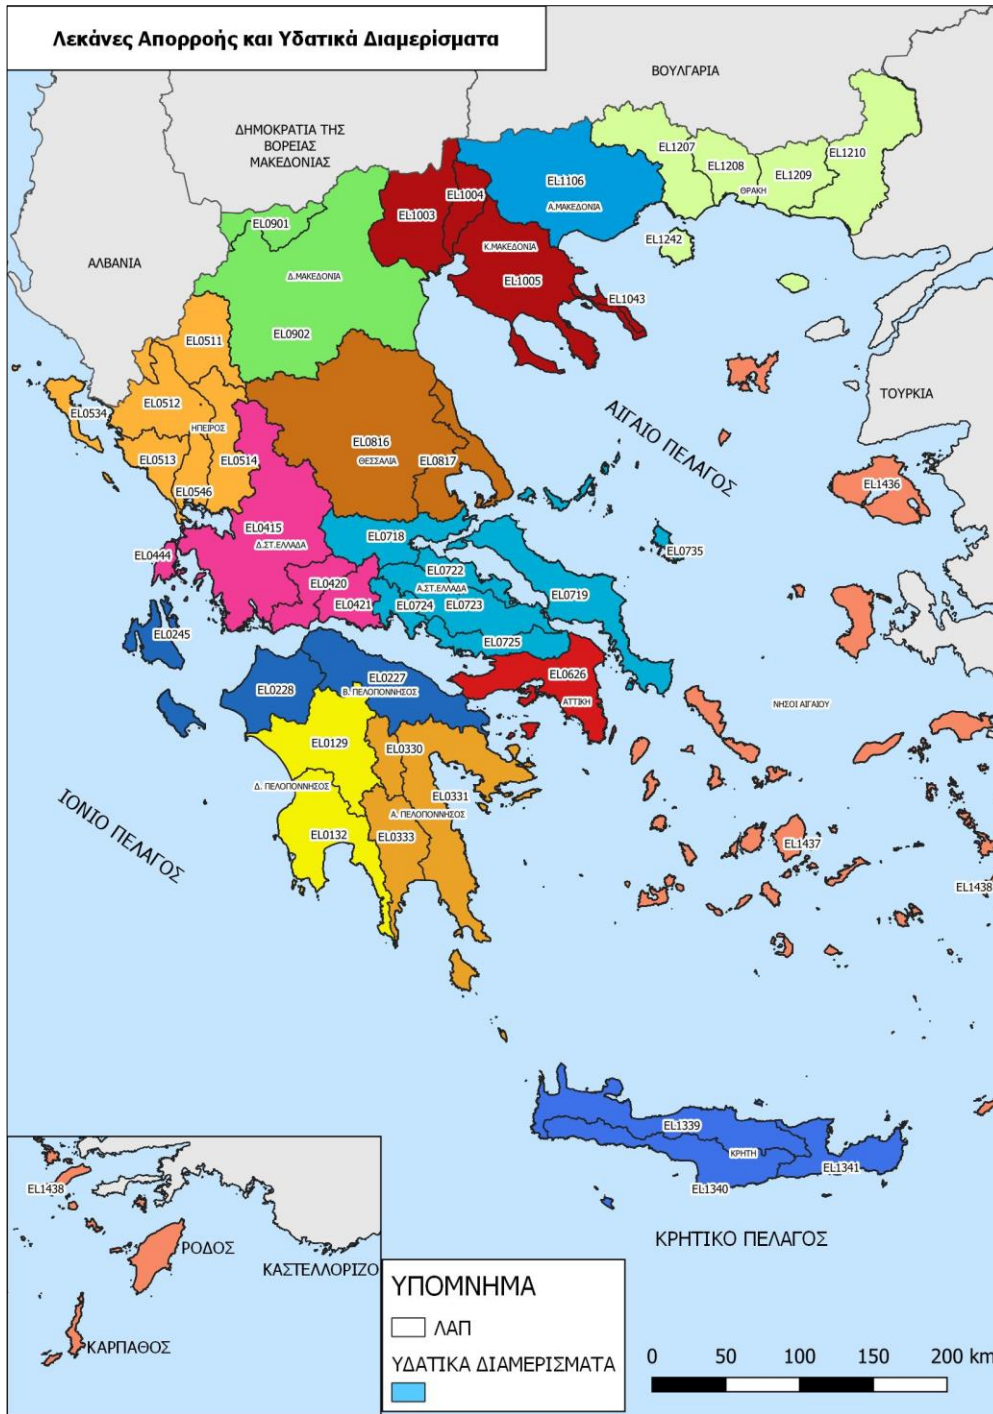 Λεκάνες Απορροής και Υδατικά Διαμερίσματα
ΒΟΥΛΓΑΡΙΑ
ΔΗΜΟΚΡΑΤΙΑ ΤΗΣ
ΒΟΡΕΙΑΣ
ΜΑΚΕΔΟΝΙΑΣ
EL1207
EL1208
EL1210
EL1209
ΘΡΑΚΗ
EL1106
Α.ΜΑΚΕΔΟΝΙΑ
EL1004
EL1003
EL0901
EL1242
Κ.ΜΑΚΕΔΟΝΙΑ
ΑΛΒΑΝΙΑ
Δ.ΜΑΚΕΔΟΝΙΑ
EL1005
EL1043
EL0902
EL0511
ΤΟΥΡΚΙΑ
EL0534
EL0512
ΑΙΓΑΙΟ ΠΕΛΑΓΟΣ
ΗΠΕΙΡΟΣ
EL0816
ΘΕΣΣΑΛΙΑ
EL0513
EL0514
EL0817
EL1436
EL0546
EL0415
Δ.ΣΤ.ΕΛΛΑΔΑ
EL0718
EL0735
EL0444
EL0722
EL0420
Α.ΣΤ.ΕΛΛΑΔΑ
EL0719
EL0421
EL0724
EL0723
EL0245
EL0725
EL0227
EL0626
EL0228
Β. ΠΕΛΟΠΟΝΝΗΣΟΣ
ΑΤΤΙΚΗ
ΝΗΣΟΙ ΑΙΓΑΙΟΥ
EL0129
EL0330
Δ. ΠΕΛΟΠΟΝΝΗΣΟΣ
EL0331
Α. ΠΕΛΟΠΟΝΝΗΣΟΣ
ΙΟΝΙΟ ΠΕΛΑΓΟΣ
EL0132
EL0333
EL1437
EL1438
EL1339
ΚΡΗΤΗ
EL1341
EL1340
EL1438
ΚΡΗΤΙΚΟ ΠΕΛΑΓΟΣ
ΡΟΔΟΣ
ΚΑΣΤΕΛΛΟΡΙΖΟ
ΚΑΡΠΑΘΟΣ
ΥΠΟΜΝΗΜΑ
ΛΑΠ
ΥΔΑΤΙΚΑ ΔΙΑΜΕΡΙΣΜΑΤΑ
0 50 100 150 200 km